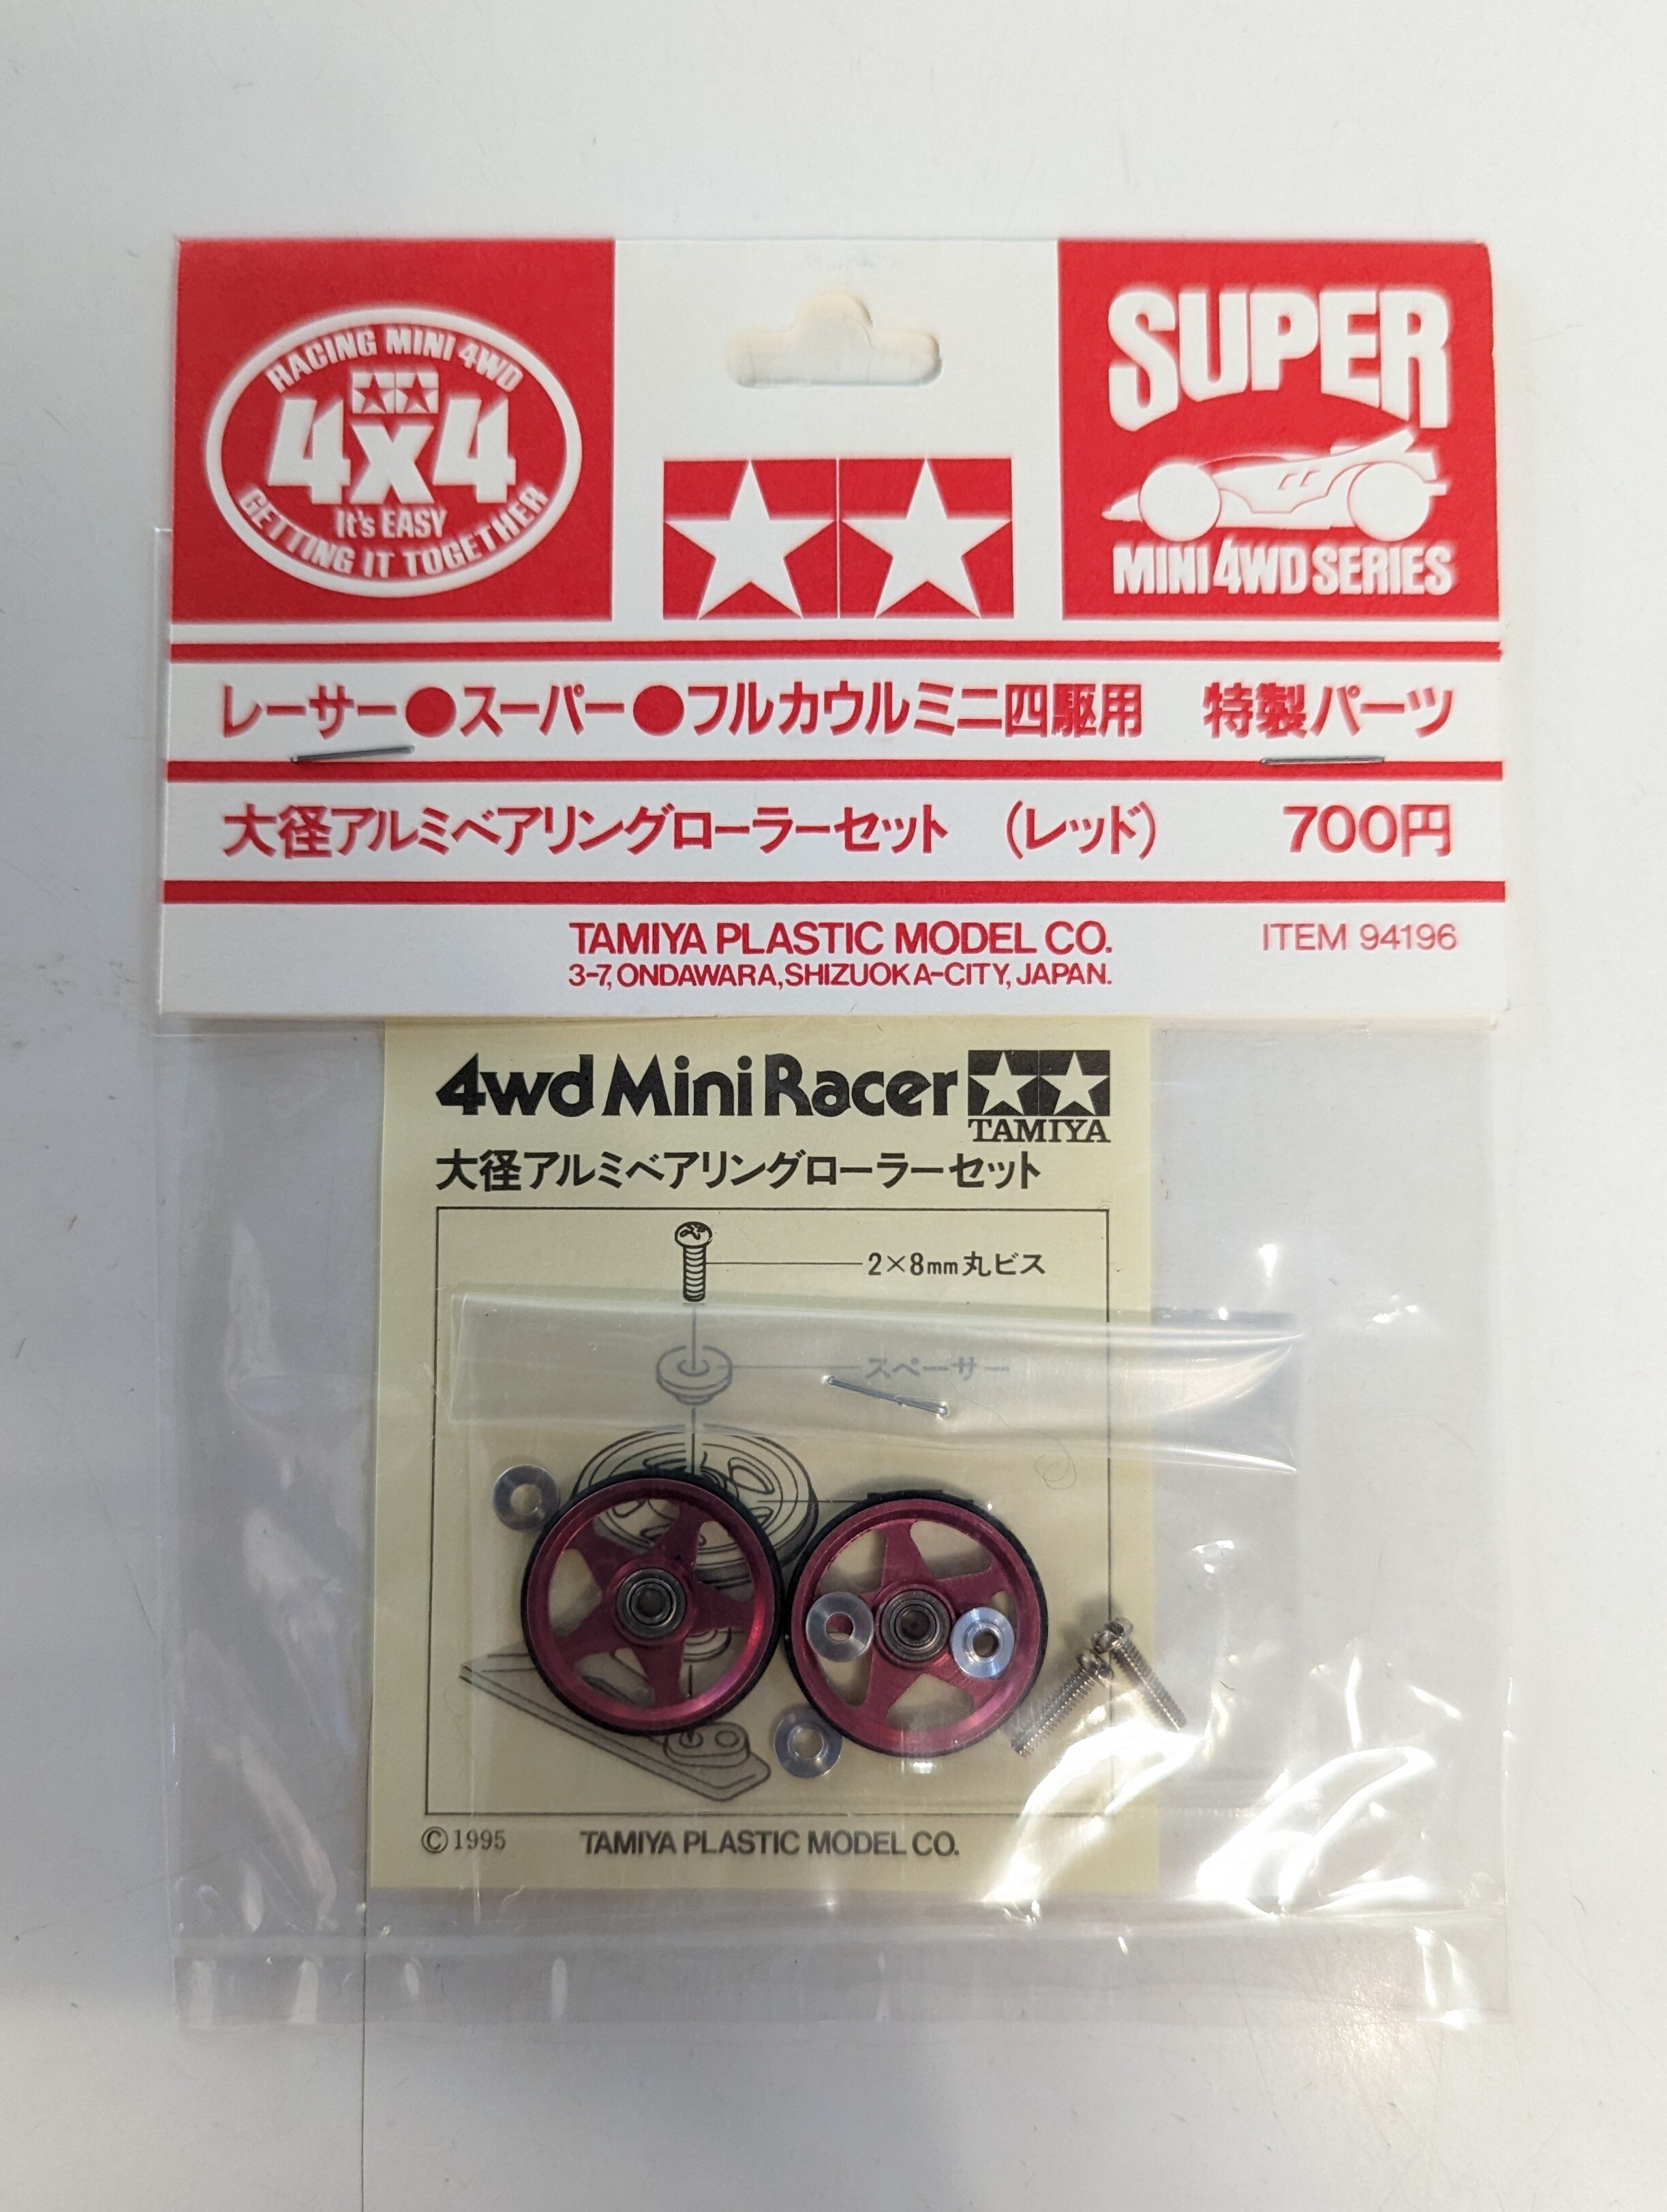 RACING MINI 4WD
4x4
It's EASY
GETTING IT TOGETHER
SUPER
MINI 4WD SERIES
レーサー●スーパー●フルカウルミニ四駆用 特製パーツ
大径アルミベアリングローラーセット (レッド) 700円
TAMIYA PLASTIC MODEL CO. ITEM 94196
3-7, ONDAWARA, SHIZUOKA-CITY, JAPAN.
4wd Mini Racer
TAMIYA
大径アルミベアリングローラーセット
2×8mm丸ビス
スペーサー
©1995 TAMIYA PLASTIC MODEL CO.